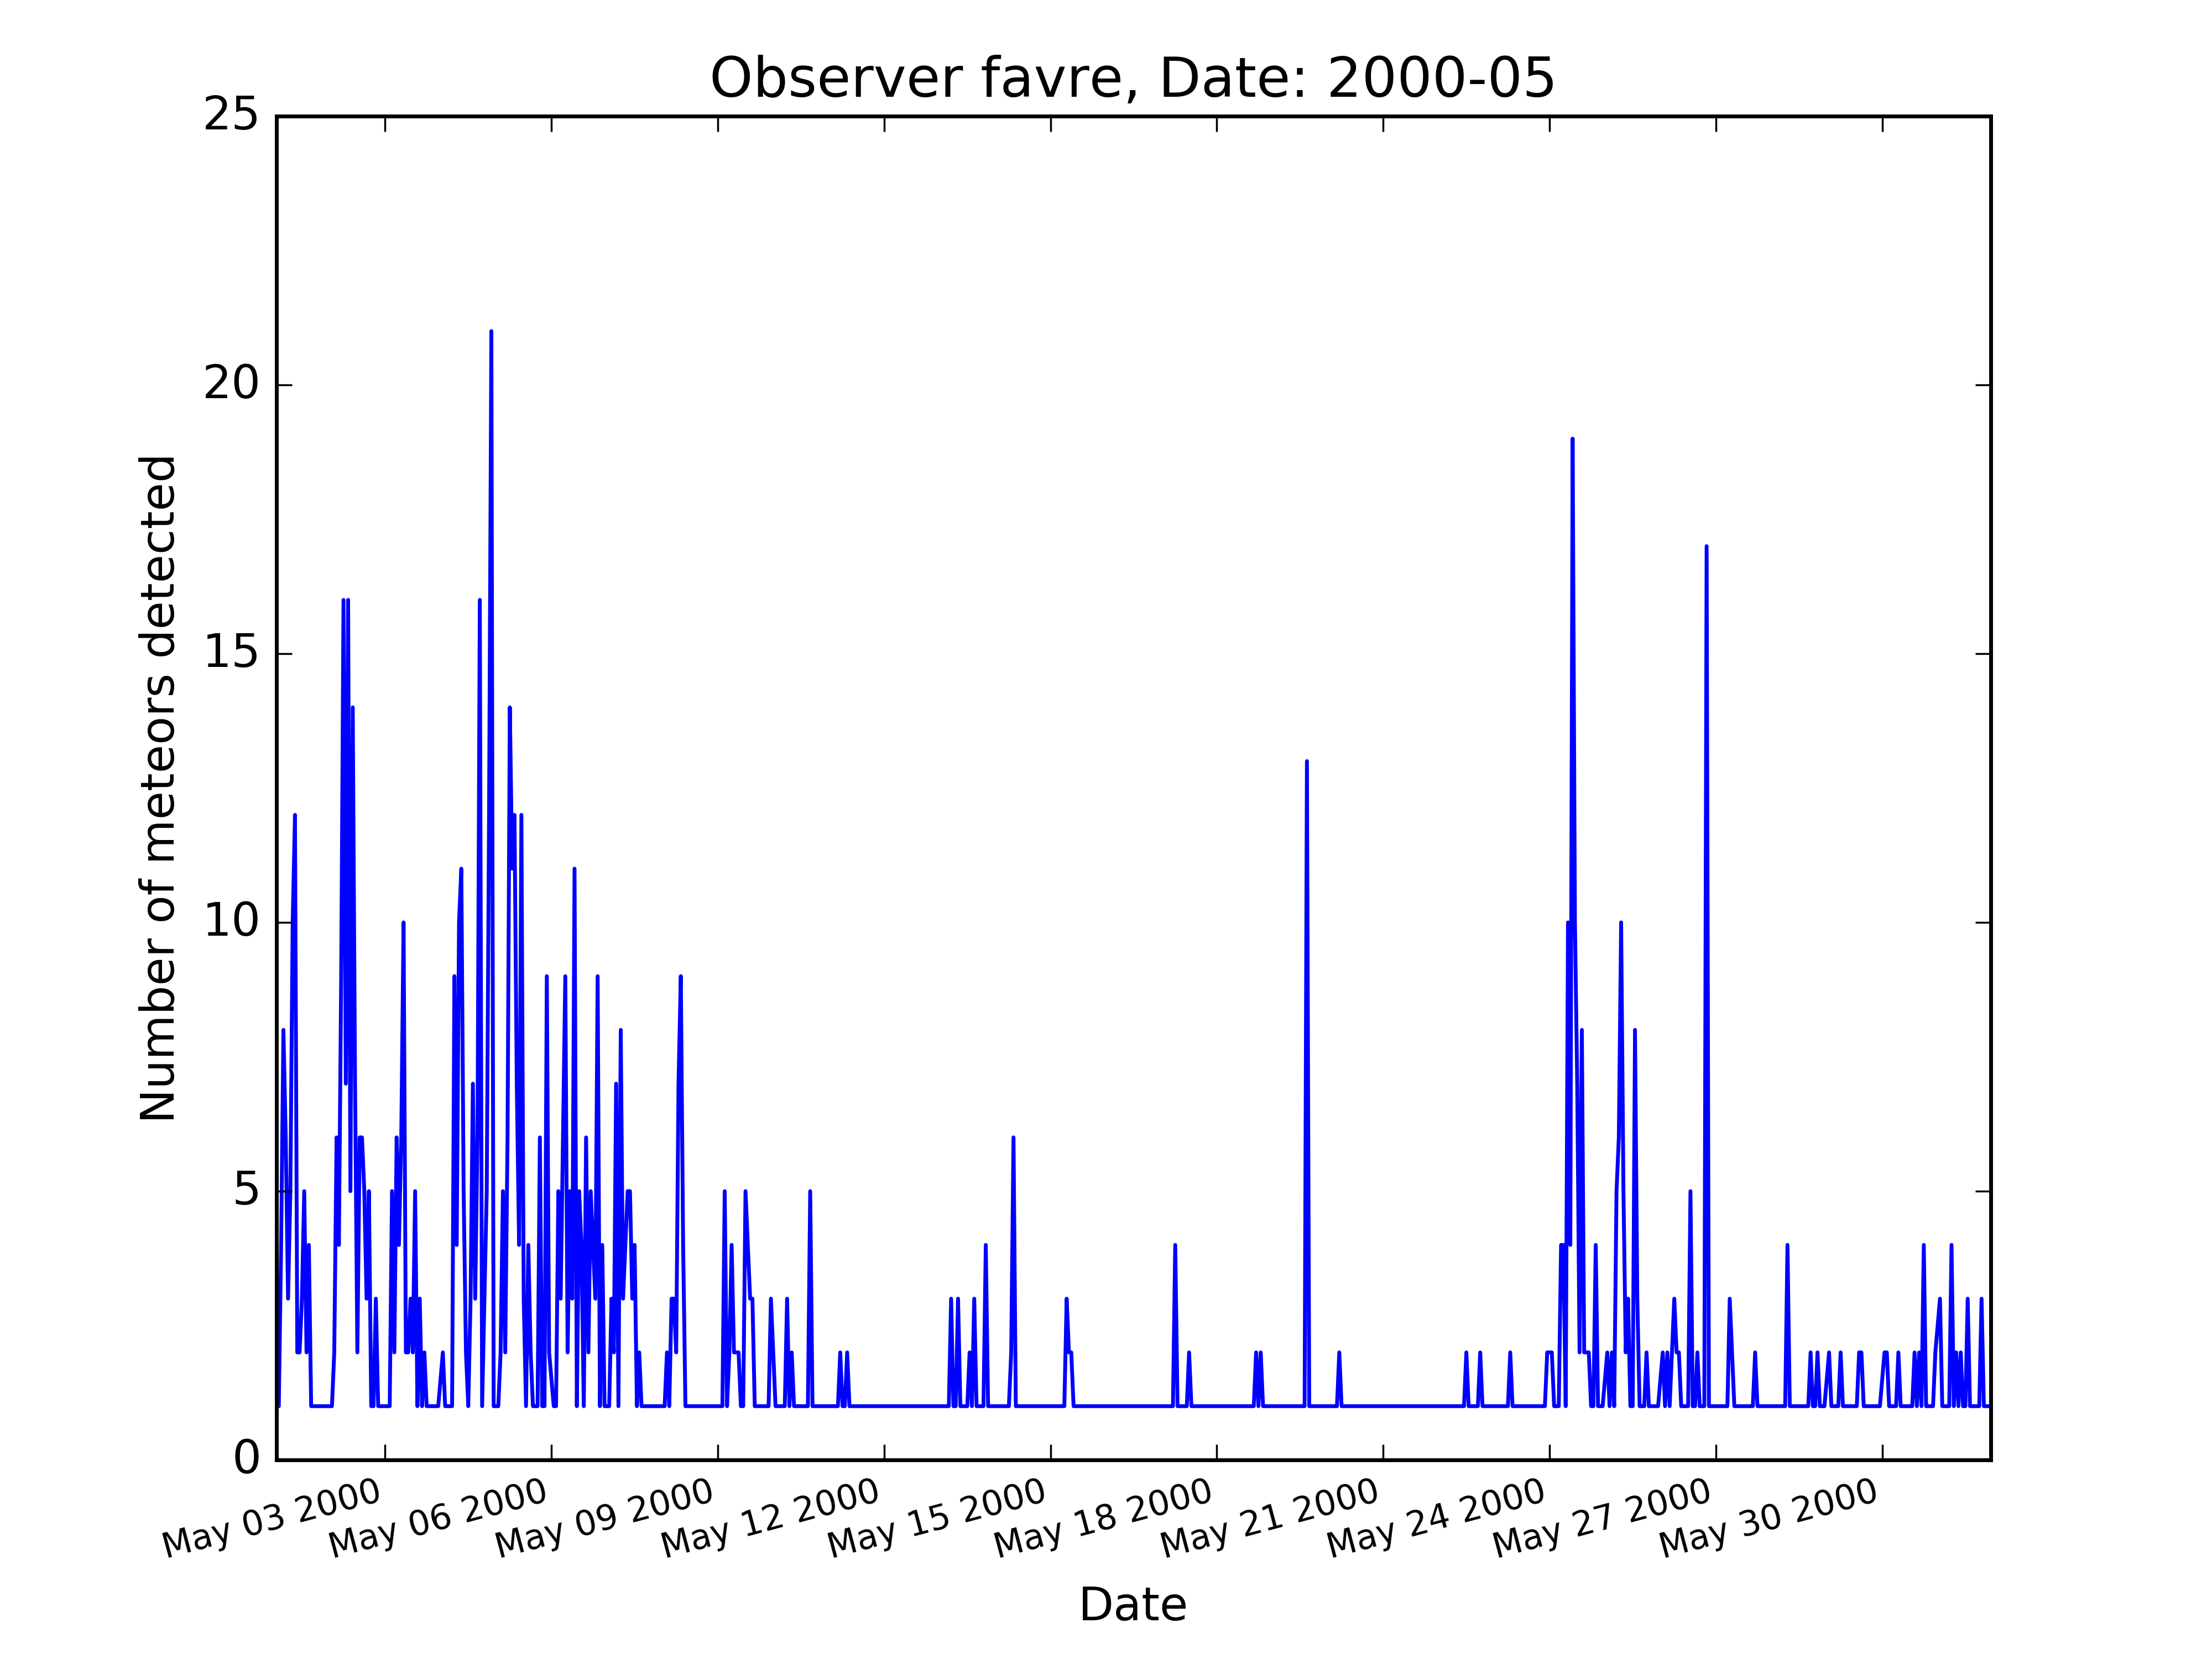 Observer favre, Date: 2000-05
Number of meteors detected
25
20
15
10
5
0
May 03 2000
May 06 2000
May 09 2000
May 12 2000
May 15 2000
May 18 2000
May 21 2000
May 24 2000
May 27 2000
May 30 2000
Date